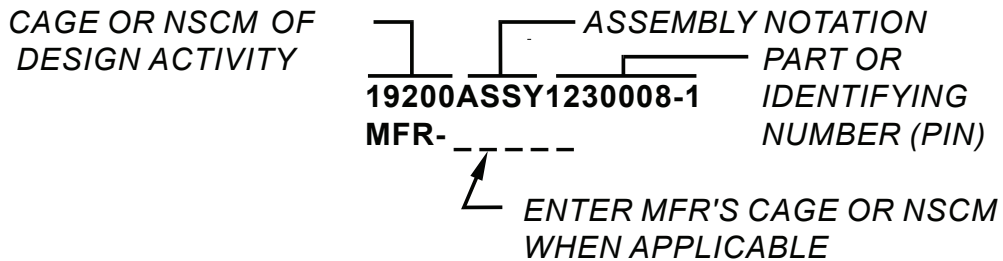 CAGE OR NSCM OF
DESIGN ACTIVITY
ASSEMBLY NOTATION
PART OR
IDENTIFYING
NUMBER (PIN)
19200ASSY1230008-1
MFR- _ _ _ _ _
ENTER MFR'S CAGE OR NSCM
WHEN APPLICABLE